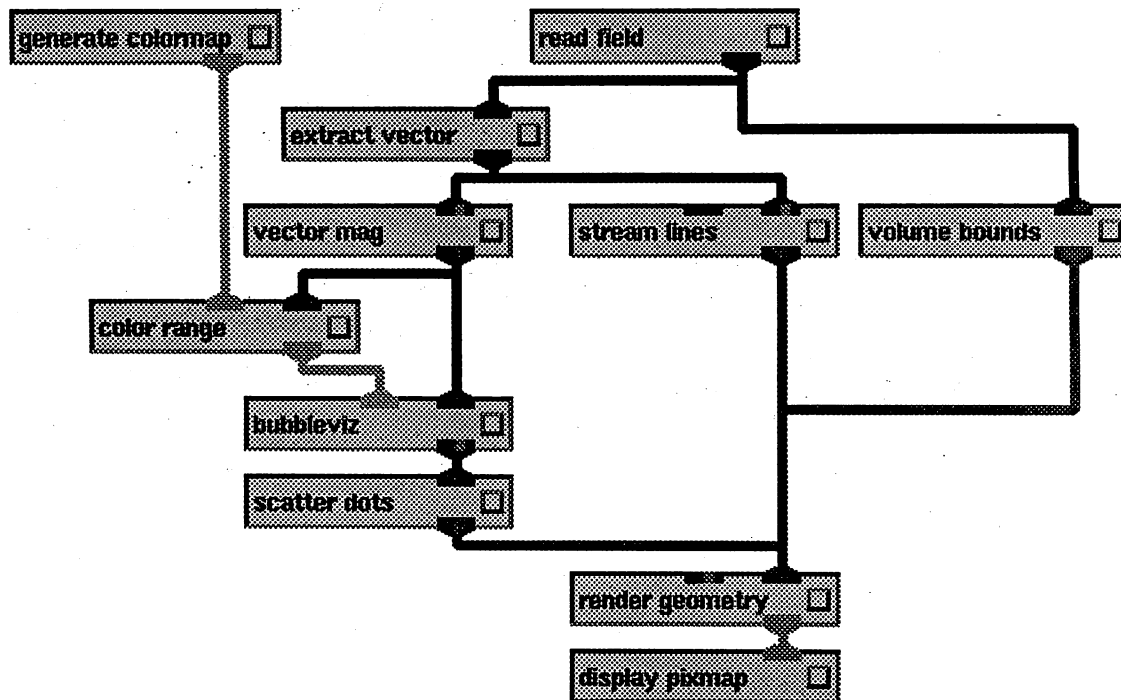 generate colormap
read field
extract vector
vector mag
stream lines
volume bounds
color range
bubbleviz
scatter dots
render geometry
display pixmap